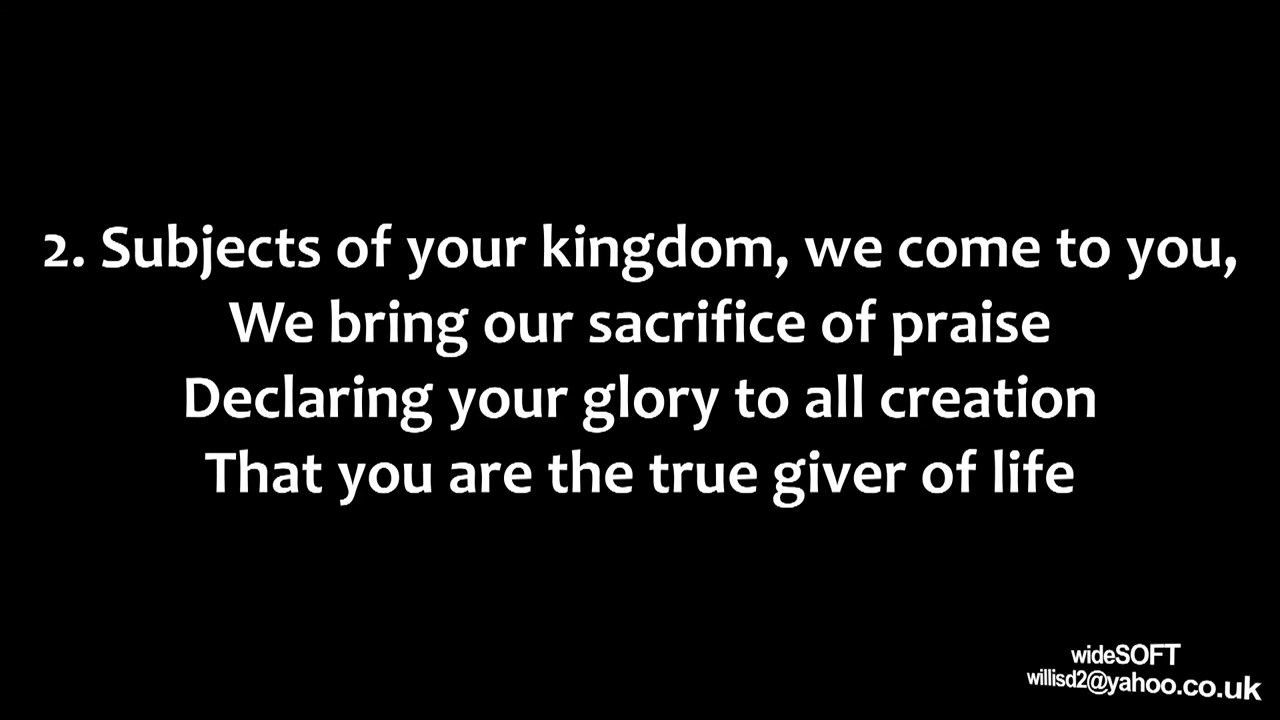 2. Subjects of your kingdom, we come to you,
We bring our sacrifice of praise
Declaring your glory to all creation
That you are the true giver of life
wideSOFT
willisd2@yahoo.co.uk